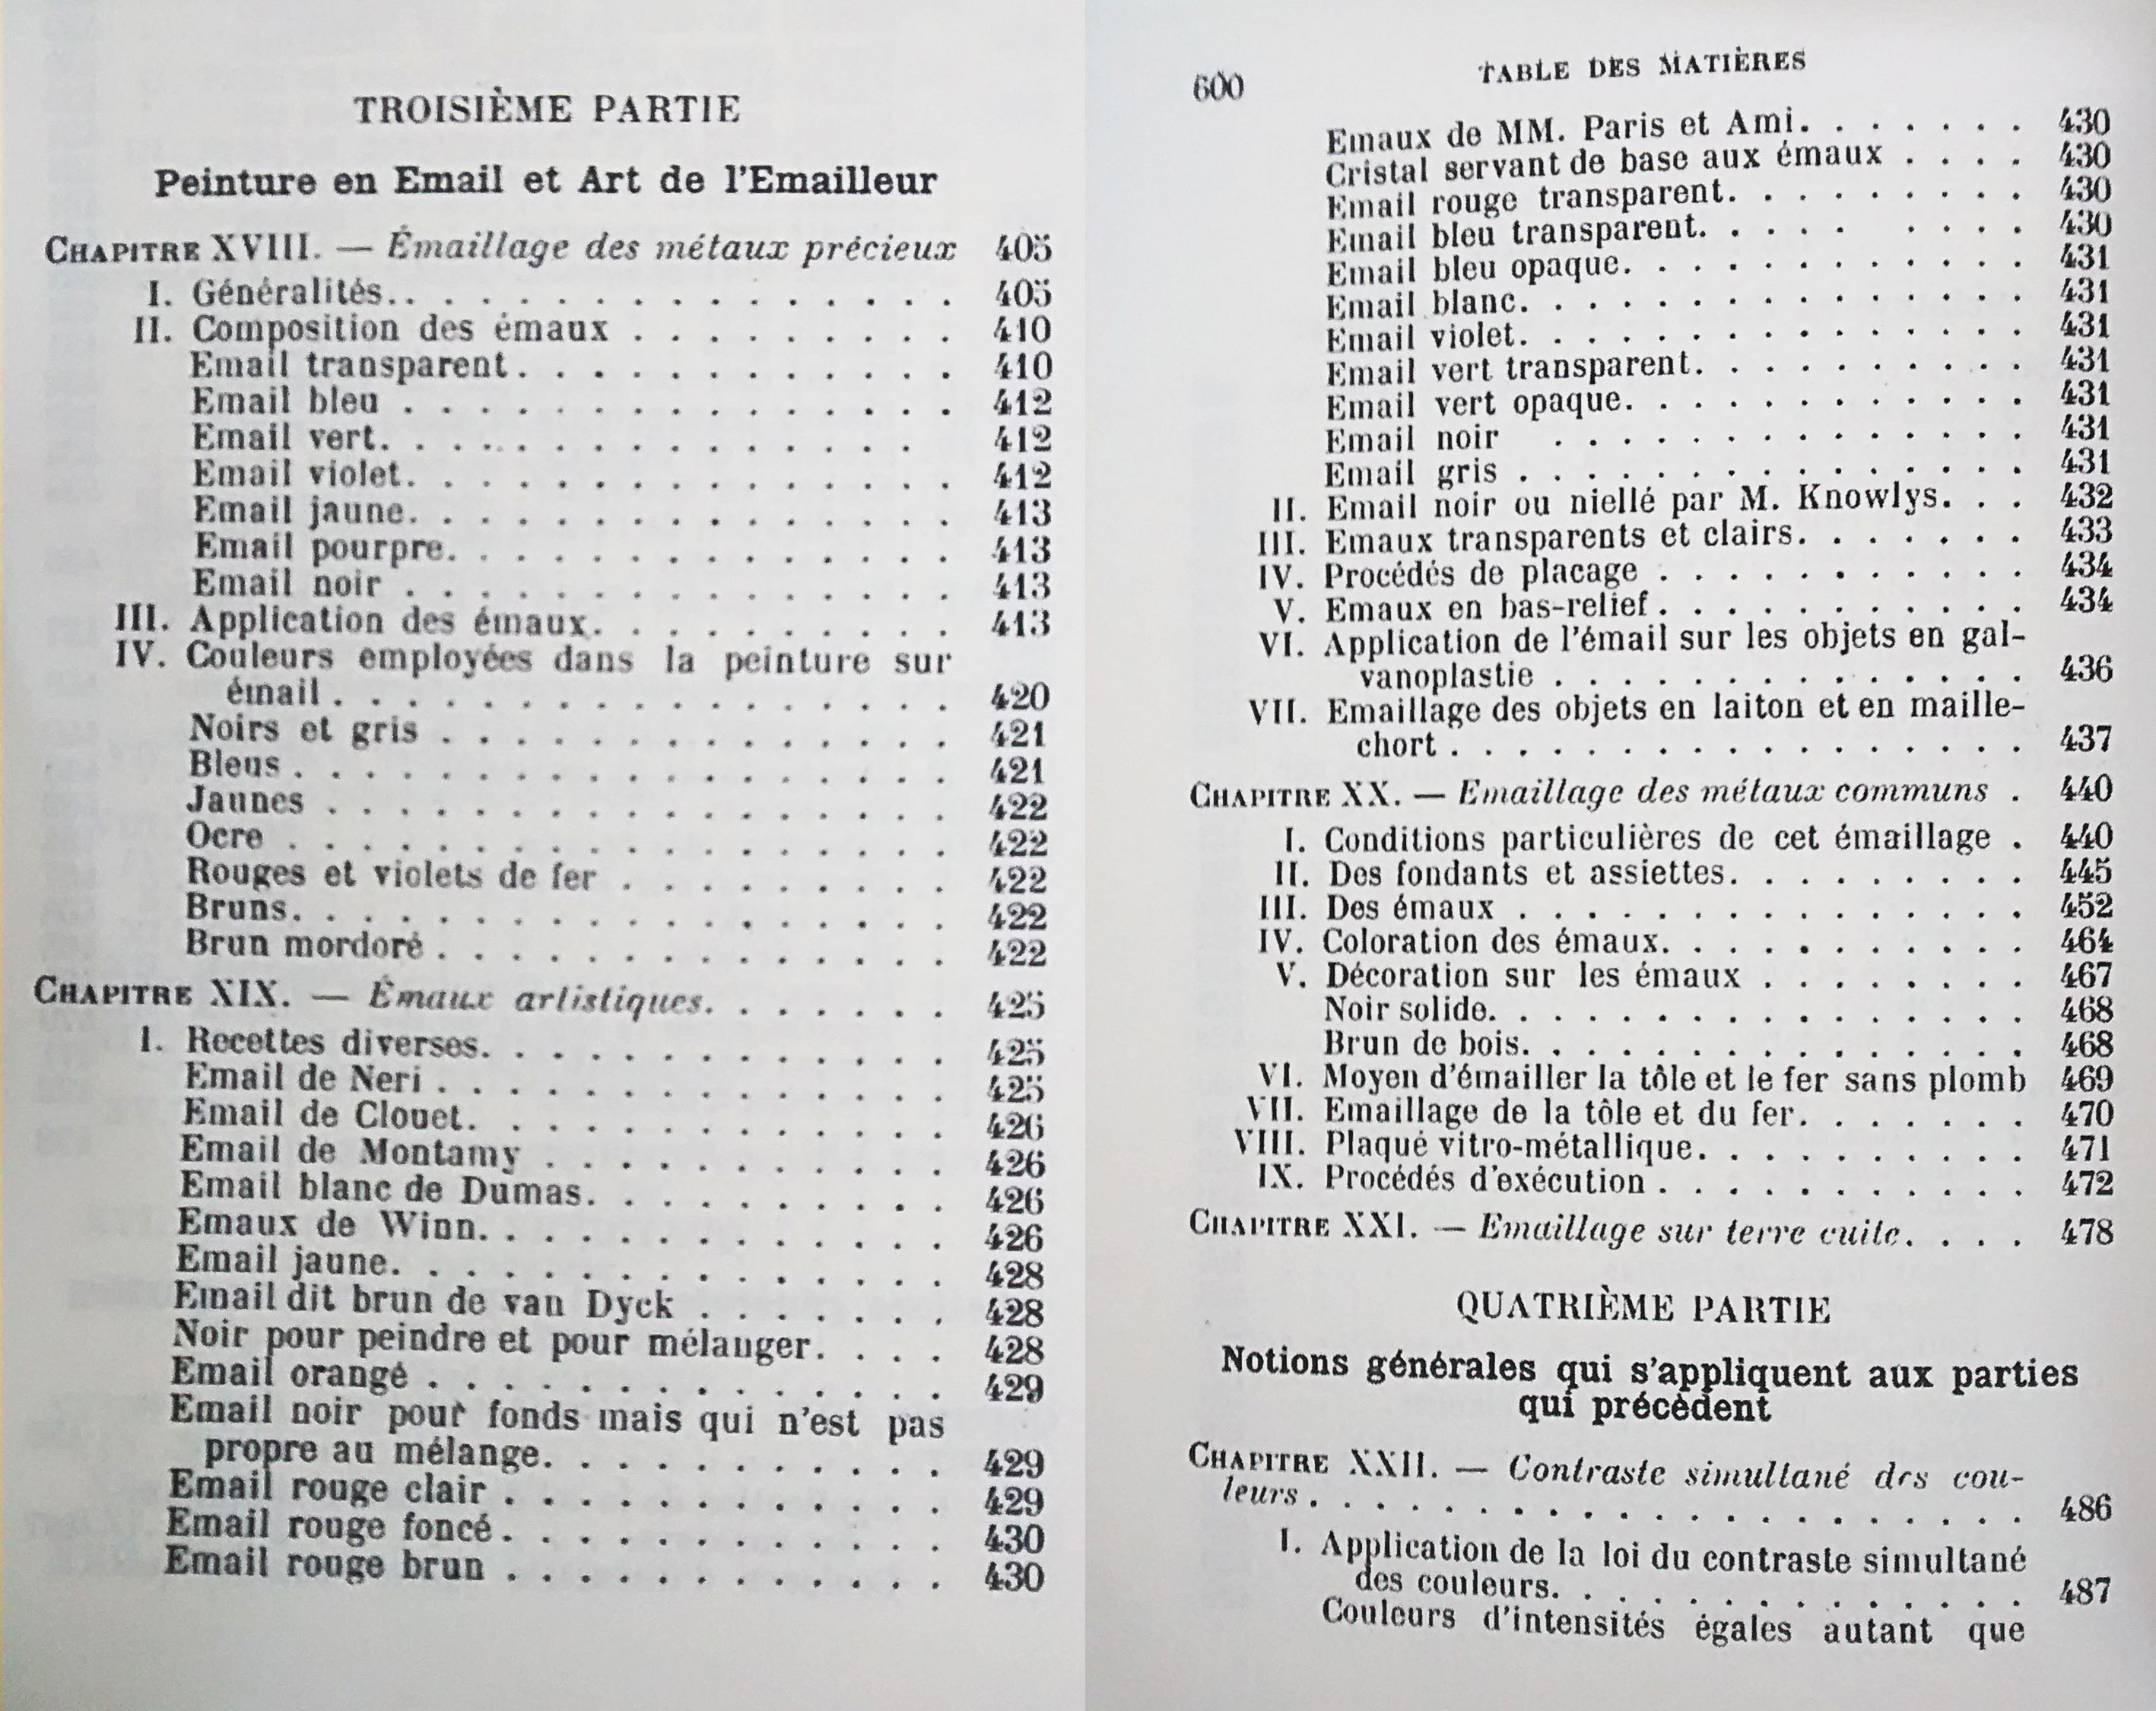 TROISIÈME PARTIE
Peinture en Email et Art de l'Emailleur
CHAPITRE XVIII. — Émaillage des métaux précieux 405
I. Généralités.. . . . . . . . . . . . . . . 405
II. Composition des émaux . . . . . . . . . 410
Email transparent. . . . . . . . . . . . 410
Email bleu . . . . . . . . . . . . . . . 412
Email vert. . . . . . . . . . . . . . . 412
Email violet. . . . . . . . . . . . . . . 412
Email jaune. . . . . . . . . . . . . . . 413
Email pourpre. . . . . . . . . . . . . . 413
Email noir . . . . . . . . . . . . . . . 413
III. Application des émaux. . . . . . . . . . 413
IV. Couleurs employées dans la peinture sur
émail . . . . . . . . . . . . . . . . . 420
Noirs et gris . . . . . . . . . . . . . . 421
Bleus . . . . . . . . . . . . . . . . . . 421
Jaunes . . . . . . . . . . . . . . . . . 422
Ocre . . . . . . . . . . . . . . . . . . 422
Rouges et violets de fer . . . . . . . . . 422
Bruns. . . . . . . . . . . . . . . . . . 422
Brun mordoré . . . . . . . . . . . . . . 422
CHAPITRE XIX. — Émaux artistiques. . . . . . . 425
I. Recettes diverses. . . . . . . . . . . . . 425
Email de Neri . . . . . . . . . . . . . . 425
Email de Clouet. . . . . . . . . . . . . 426
Email de Montamy . . . . . . . . . . . 426
Email blanc de Dumas. . . . . . . . . . 426
Emaux de Winn. . . . . . . . . . . . . 426
Email jaune. . . . . . . . . . . . . . . 428
Email dit brun de van Dyck . . . . . . . 428
Noir pour peindre et pour mélanger. . . . 428
Email orangé . . . . . . . . . . . . . . 429
Email noir pour fonds mais qui n'est pas
propre au mélange. . . . . . . . . . . 429
Email rouge clair . . . . . . . . . . . . 429
Email rouge foncé. . . . . . . . . . . . 430
Email rouge brun . . . . . . . . . . . . 430
600 TABLE DES MATIÈRES
Emaux de MM. Paris et Ami. . . . . . . 430
Cristal servant de base aux émaux . . . . 430
Email rouge transparent. . . . . . . . . 430
Email bleu transparent. . . . . . . . . 430
Email bleu opaque. . . . . . . . . . . . 431
Email blanc. . . . . . . . . . . . . . . 431
Email violet. . . . . . . . . . . . . . . 431
Email vert transparent. . . . . . . . . . 431
Email vert opaque. . . . . . . . . . . . 431
Email noir . . . . . . . . . . . . . . 431
Email gris . . . . . . . . . . . . . . . 431
II. Email noir ou niellé par M. Knowlys. . . 432
III. Emaux transparents et clairs. . . . . . . 433
IV. Procédés de placage . . . . . . . . . . . 434
V. Emaux en bas-relief . . . . . . . . . . . 434
VI. Application de l'émail sur les objets en gal-
vanoplastie . . . . . . . . . . . . . . 436
VII. Emaillage des objets en laiton et en maille-
chort . . . . . . . . . . . . . . . . . 437
CHAPITRE XX. — Emaillage des métaux communs . 440
I. Conditions particulières de cet émaillage . 440
II. Des fondants et assiettes. . . . . . . . . 445
III. Des émaux . . . . . . . . . . . . . . . 452
IV. Coloration des émaux. . . . . . . . . . . 464
V. Décoration sur les émaux . . . . . . . . 467
Noir solide. . . . . . . . . . . . . . . . 468
Brun de bois. . . . . . . . . . . . . . . 468
VI. Moyen d'émailler la tôle et le fer sans plomb 469
VII. Emaillage de la tôle et du fer. . . . . . . 470
VIII. Plaqué vitro-métallique. . . . . . . . . . 471
IX. Procédés d'exécution . . . . . . . . . . . 472
CHAPITRE XXI. — Emaillage sur terre cuite. . . . 478
QUATRIÈME PARTIE
Notions générales qui s'appliquent aux parties
qui précèdent
CHAPITRE XXII. — Contraste simultané des cou-
leurs . . . . . . . . . . . . . . . . . . . 486
I. Application de la loi du contraste simultané
des couleurs. . . . . . . . . . . . . . 487
Couleurs d'intensités égales autant que